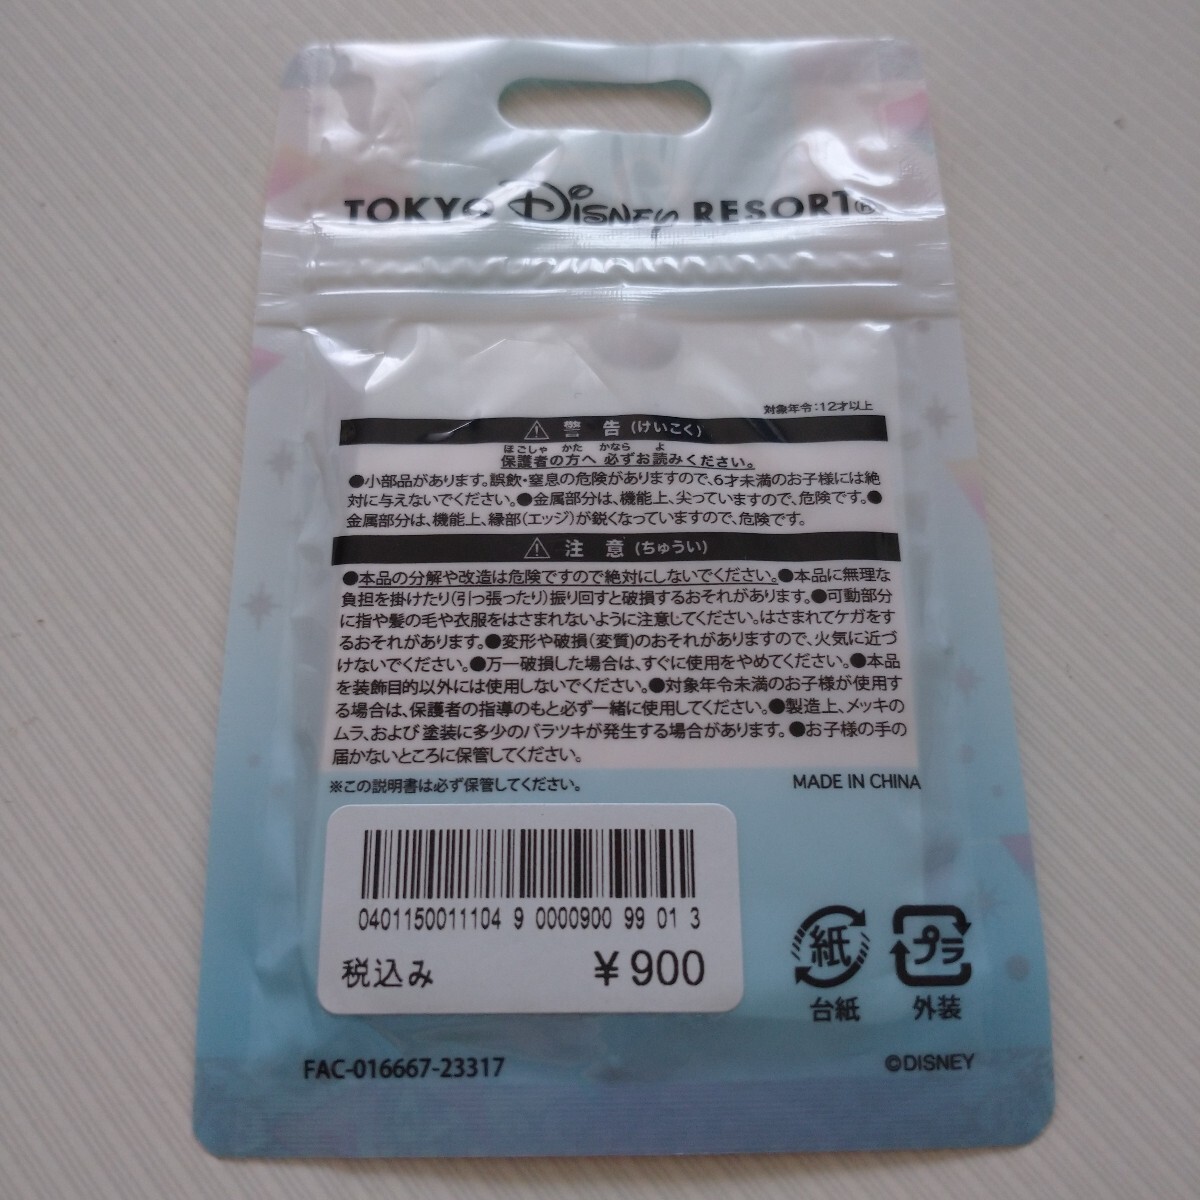 TOKYO DISNEY RESORT®
対象年令:12才以上
⚠ 警告(けいこく)
ほごしゃ かた かなら よ
保護者の方へ 必ずお読みください。
●小部品があります。誤飲・窒息の危険がありますので、6才未満のお子様には絶
対に与えないでください。●金属部分は、機能上、尖っていますので、危険です。●
金属部分は、機能上、縁部(エッジ)が鋭くなっていますので、危険です。
⚠ 注意(ちゅうい)
●本品の分解や改造は危険ですので絶対にしないでください。●本品に無理な
負担を掛けたり(引っ張ったり)振り回すと破損するおそれがあります。●可動部分
に指や髪の毛や衣服をはさまれないように注意してください。はさまれてケガをす
るおそれがあります。●変形や破損(変質)のおそれがありますので、火気に近づ
けないでください。●万一破損した場合は、すぐに使用をやめてください。●本品
を装飾目的以外には使用しないでください。●対象年令未満のお子様が使用す
る場合は、保護者の指導のもと必ず一緒に使用してください。●製造上、メッキの
ムラ、および塗装に多少のバラツキが発生する場合があります。●お子様の手の
届かないところに保管してください。
※この説明書は必ず保管してください。
MADE IN CHINA
0401150011104 9 0000900 99 01 3
税込み ¥900
紙 プラ
台紙 外装
FAC-016667-23317
©DISNEY